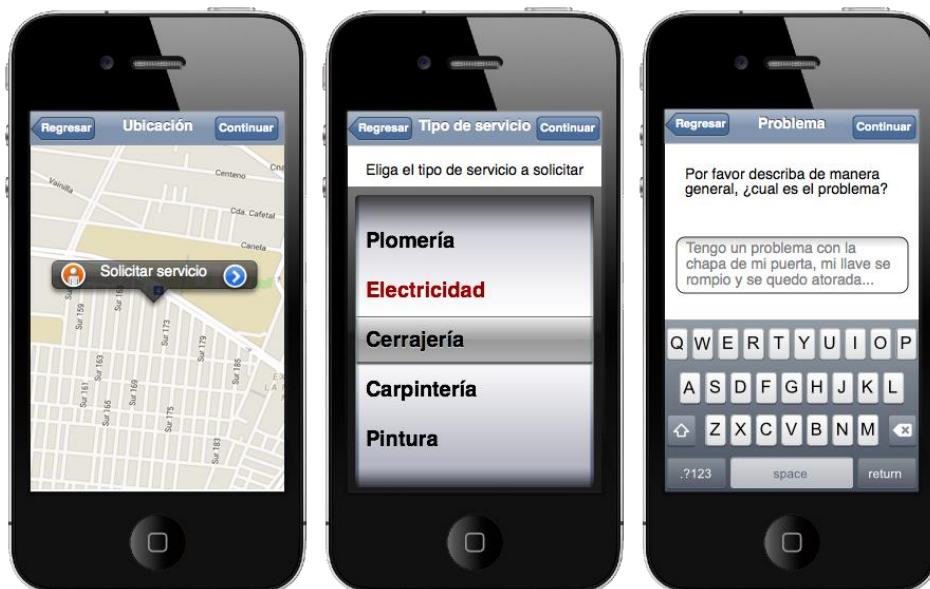 Regresar
Ubicación
Continuar
Vainilla
Centeno
Cda. Cafetal
Canela
Solicitar servicio
Sur 159
Sur 173
Sur 179
Sur 163
Sur 185
Sur 161
Sur 169
Sur 165
Sur 175
Sur 183
Regresar
Tipo de servicio
Continuar
Eliga el tipo de servicio a solicitar
Plomería
Electricidad
Cerrajería
Carpintería
Pintura
Regresar
Problema
Continuar
Por favor describa de manera
general, ¿cual es el problema?
Tengo un problema con la
chapa de mi puerta, mi llave se
rompio y se quedo atorada...
Q W E R T Y U I O P
A S D F G H J K L
Z X C V B N M
.?123
space
return